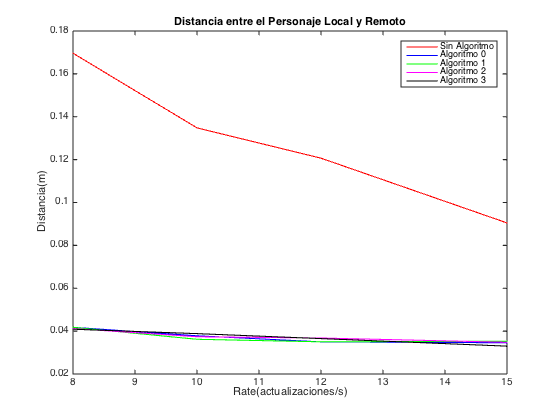 Distancia entre el Personaje Local y Remoto
0.18
0.16
0.14
0.12
0.1
0.08
0.06
0.04
0.02
Distancia(m)
Sin Algoritmo
Algoritmo 0
Algoritmo 1
Algoritmo 2
Algoritmo 3
8 9 10 11 12 13 14 15
Rate(actualizaciones/s)